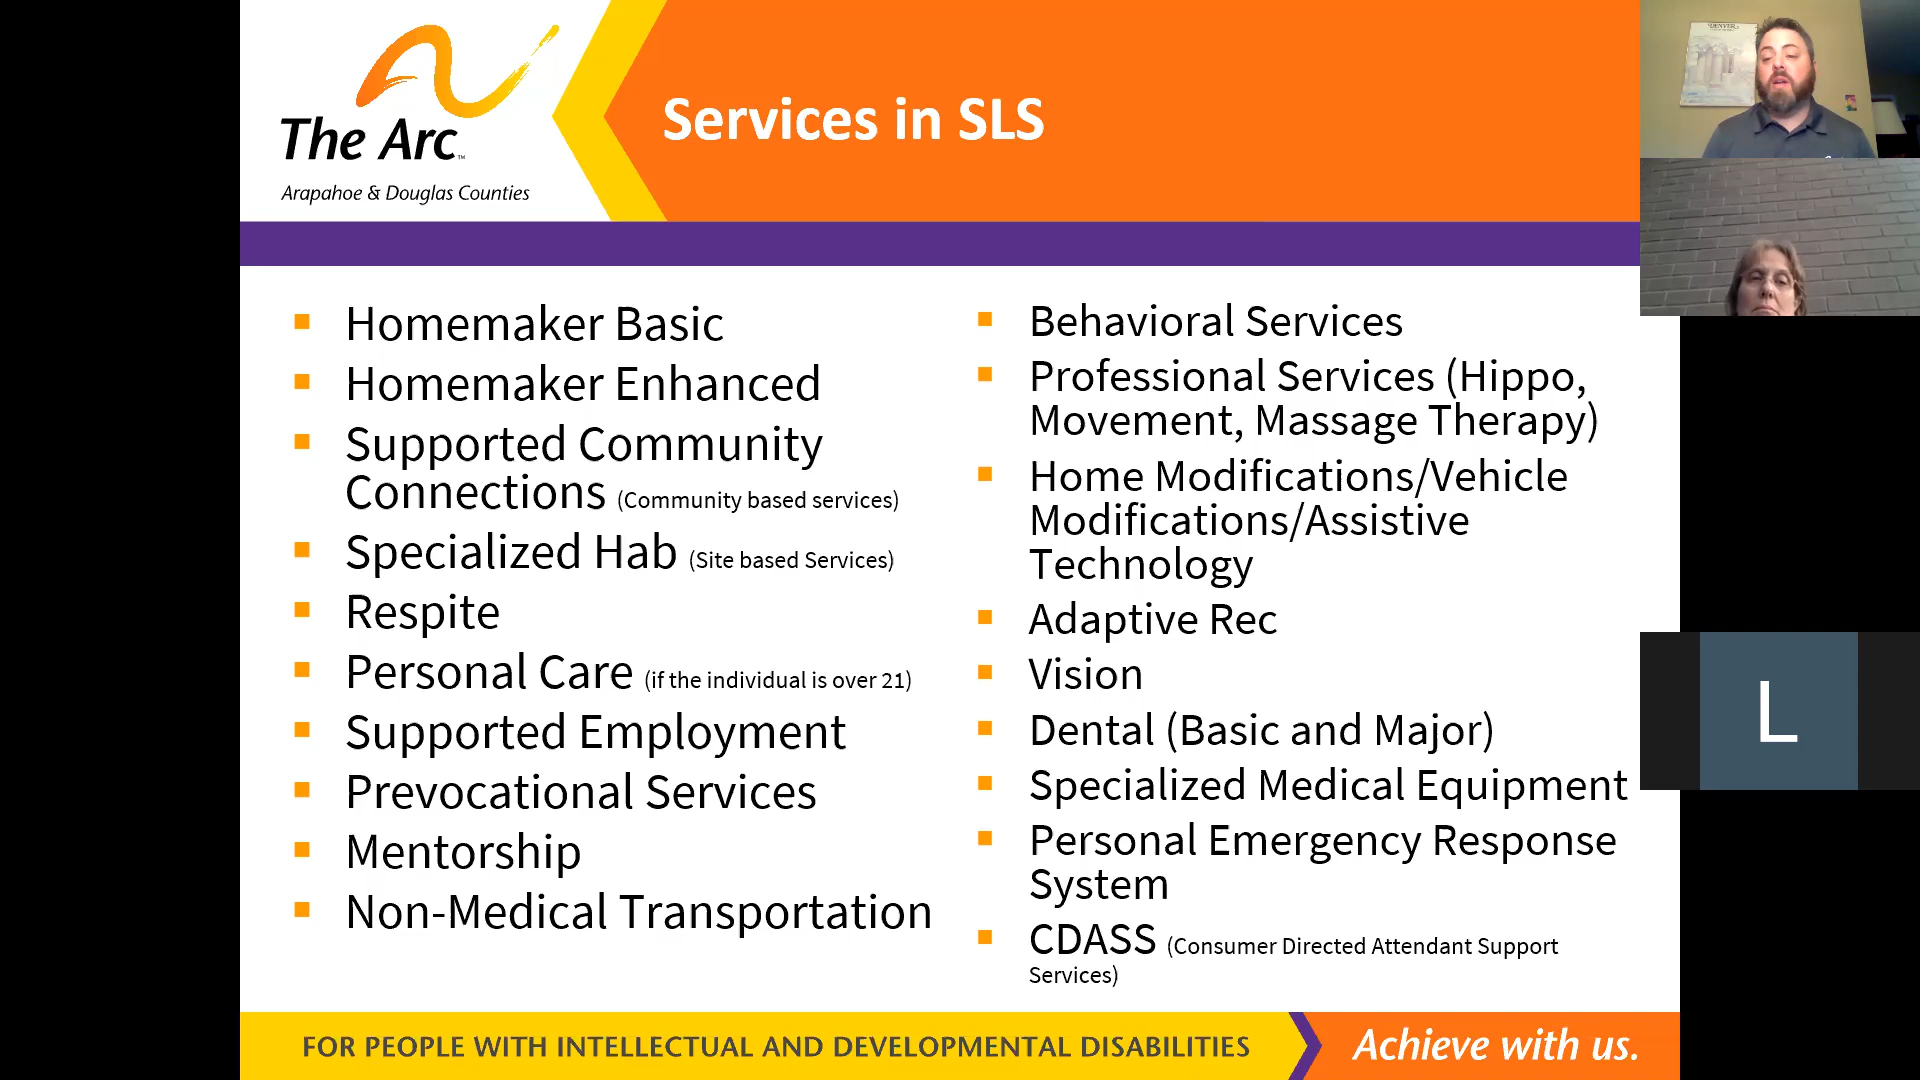 The Arc™
Arapahoe & Douglas Counties
Services in SLS
Homemaker Basic
Homemaker Enhanced
Supported Community
Connections (Community based services)
Specialized Hab (Site based Services)
Respite
Personal Care (if the individual is over 21)
Supported Employment
Prevocational Services
Mentorship
Non-Medical Transportation
Behavioral Services
Professional Services (Hippo,
Movement, Massage Therapy)
Home Modifications/Vehicle
Modifications/Assistive
Technology
Adaptive Rec
Vision
Dental (Basic and Major)
Specialized Medical Equipment
Personal Emergency Response
System
CDASS (Consumer Directed Attendant Support
Services)
FOR PEOPLE WITH INTELLECTUAL AND DEVELOPMENTAL DISABILITIES
Achieve with us.
DENVER
L